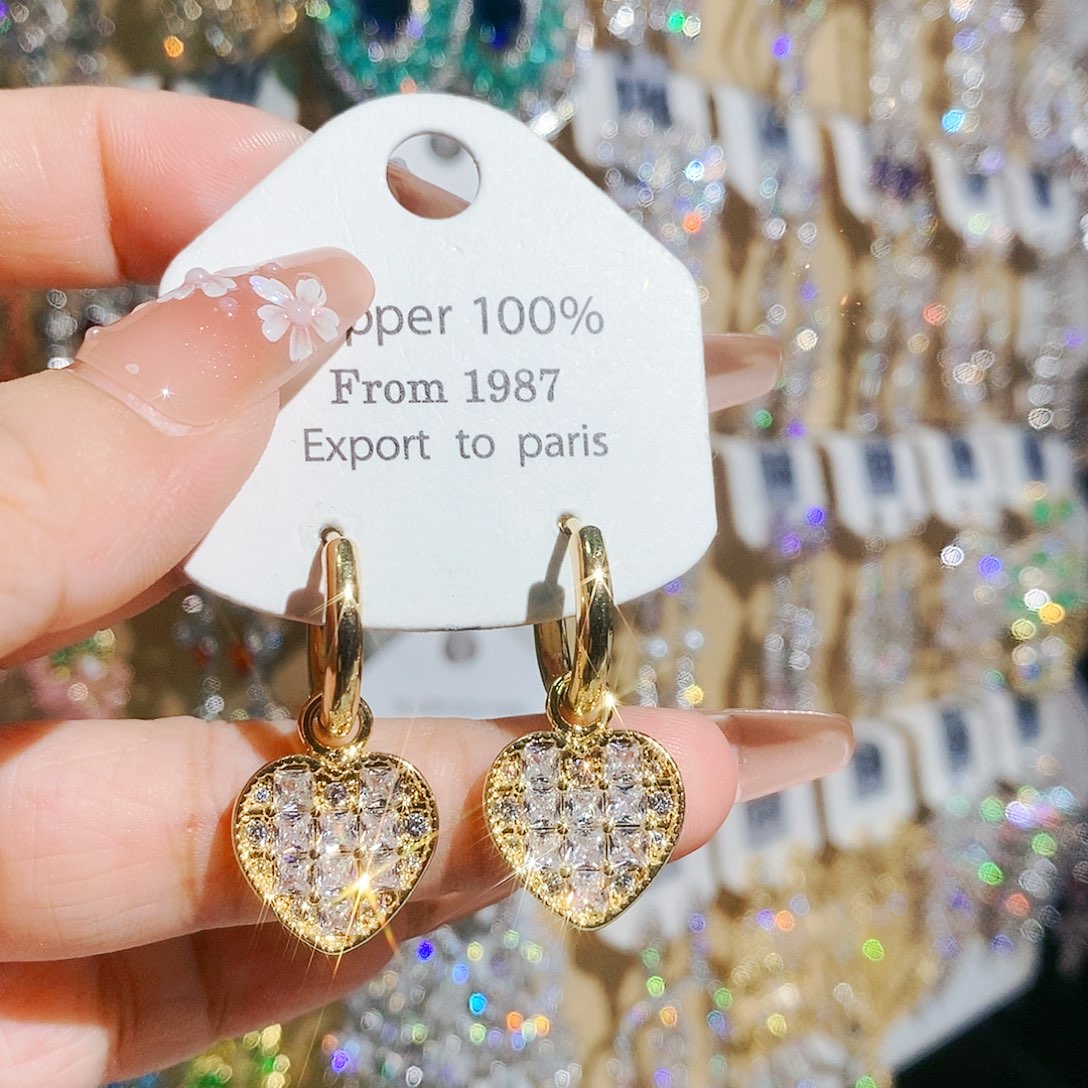 pper 100%
From 1987
Export to paris